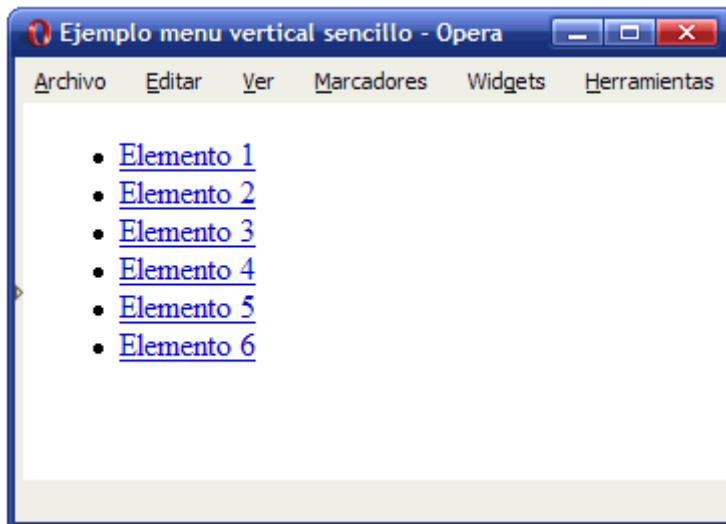 Ejemplo menu vertical sencillo - Opera
Archivo Editar Ver Marcadores Widgets Herramientas
Elemento 1
Elemento 2
Elemento 3
Elemento 4
Elemento 5
Elemento 6